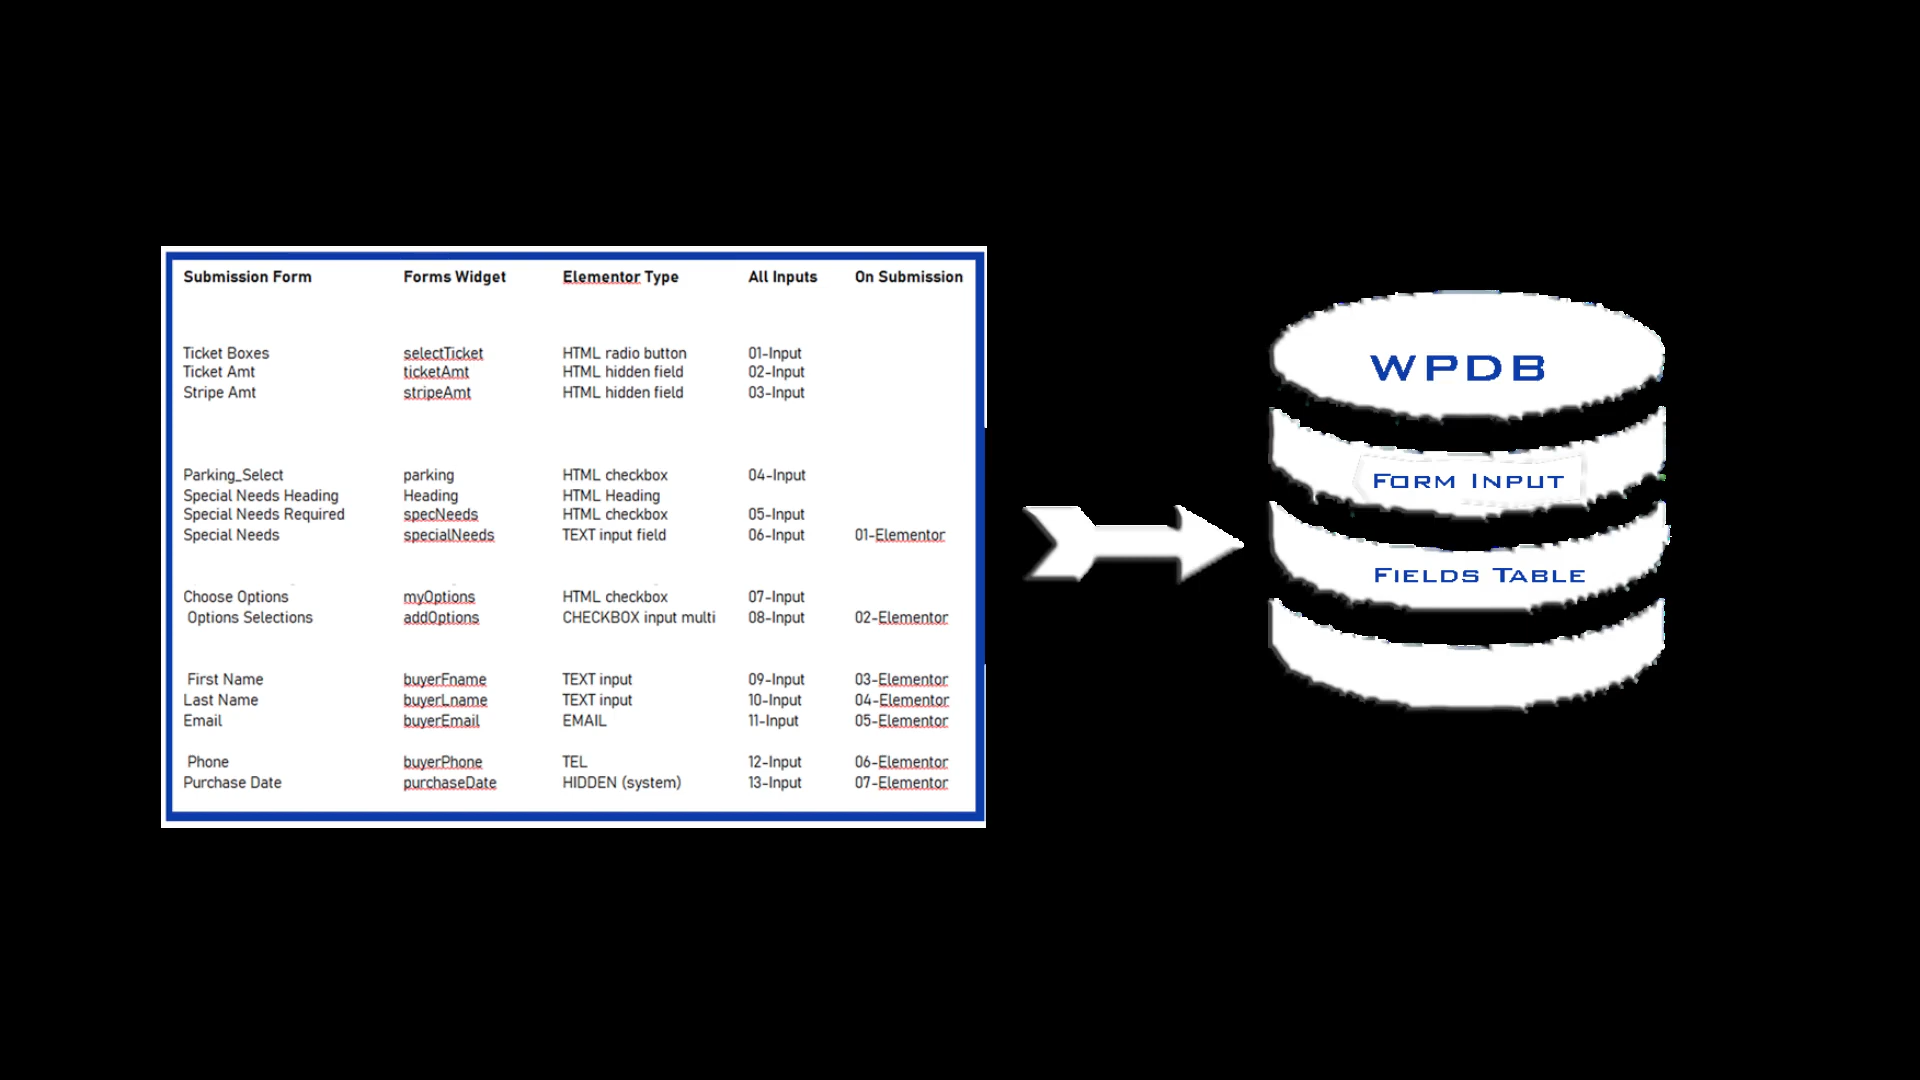 Submission Form Forms Widget Elementor Type All Inputs On Submission
Ticket Boxes selectTicket HTML radio button 01-Input
Ticket Amt ticketAmt HTML hidden field 02-Input
Stripe Amt stripeAmt HTML hidden field 03-Input
Parking_Select parking HTML checkbox 04-Input
Special Needs Heading Heading HTML Heading
Special Needs Required specNeeds HTML checkbox 05-Input
Special Needs specialNeeds TEXT input field 06-Input 01-Elementor
Choose Options myOptions HTML checkbox 07-Input
Options Selections addOptions CHECKBOX input multi 08-Input 02-Elementor
First Name buyerFname TEXT input 09-Input 03-Elementor
Last Name buyerLname TEXT input 10-Input 04-Elementor
Email buyerEmail EMAIL 11-Input 05-Elementor
Phone buyerPhone TEL 12-Input 06-Elementor
Purchase Date purchaseDate HIDDEN (system) 13-Input 07-Elementor
WPDB
Form Input
Fields Table